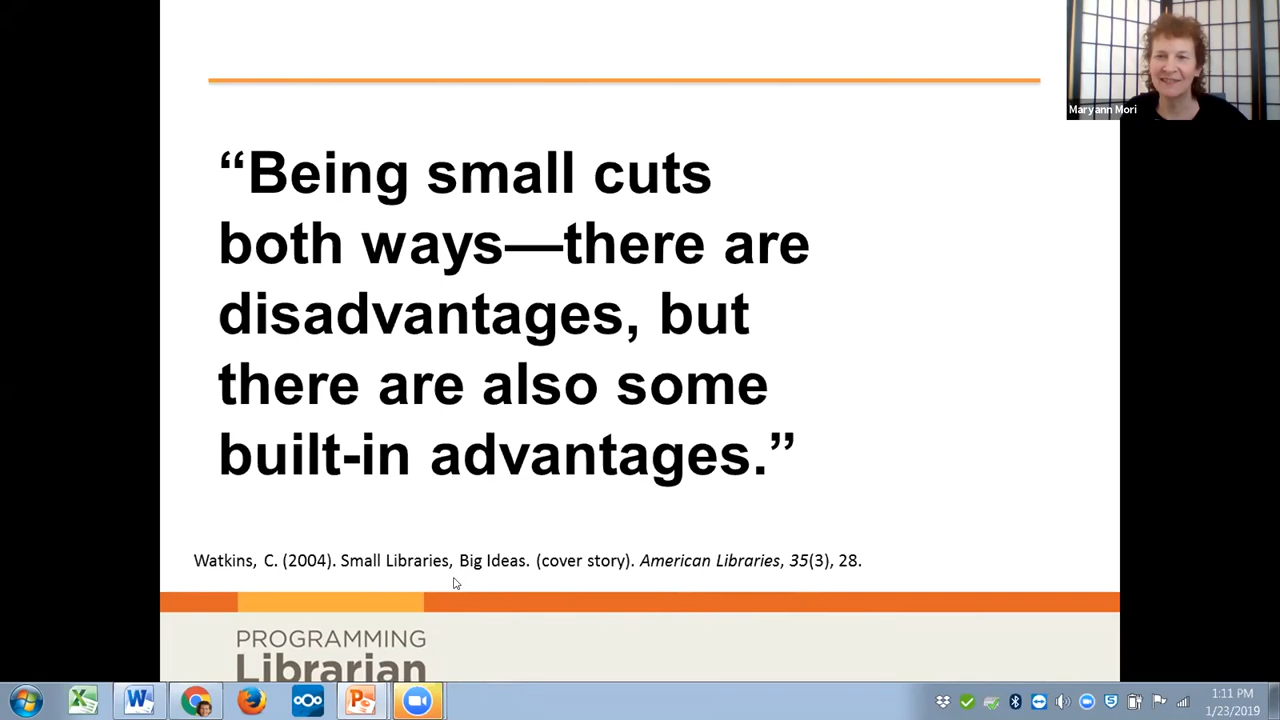 Maryann Mori
“Being small cuts
both ways—there are
disadvantages, but
there are also some
built-in advantages.”
Watkins, C. (2004). Small Libraries, Big Ideas. (cover story). American Libraries, 35(3), 28.
PROGRAMMING
Librarian
1:11 PM
1/23/2019